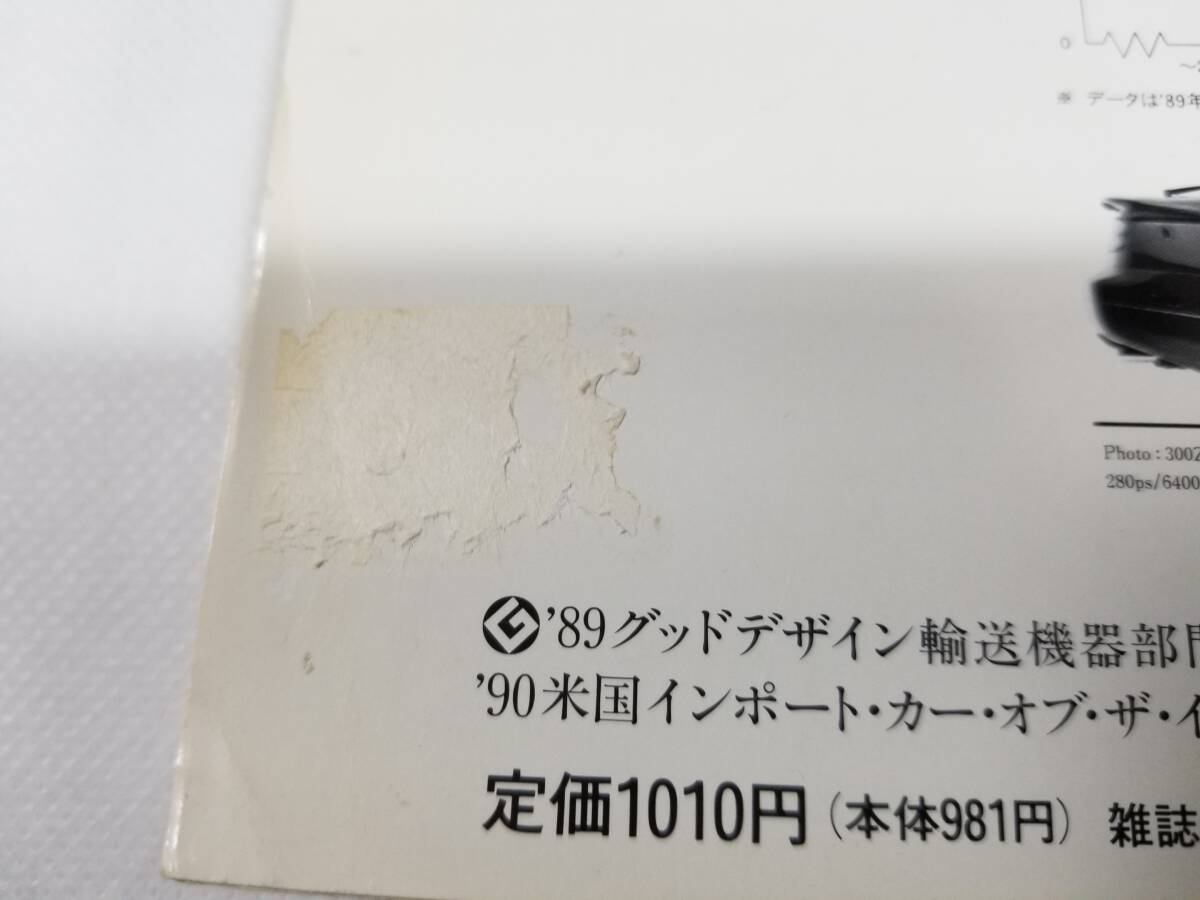 0
～
※ データは'89年
Photo : 300Z
280ps/6400
'89グッドデザイン輸送機器部門
'90米国インポート・カー・オブ・ザ・イ
定価1010円（本体981円） 雑誌